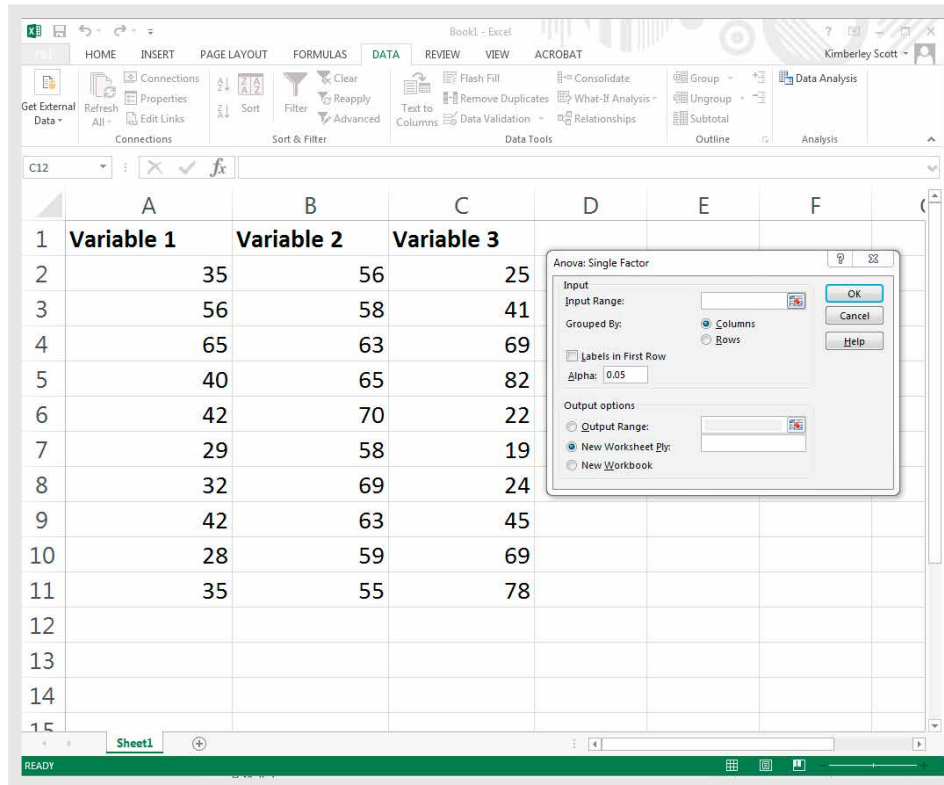 Book1 - Excel
?
HOME INSERT PAGE LAYOUT FORMULAS DATA REVIEW VIEW ACROBAT Kimberley Scott
Get External Data
Refresh All
Connections
Properties
Edit Links
Connections
Sort
Filter
Clear
Reapply
Advanced
Sort & Filter
Text to Columns
Flash Fill
Remove Duplicates
Data Validation
Consolidate
What-If Analysis
Relationships
Data Tools
Group
Ungroup
Subtotal
Outline
Data Analysis
Analysis
C12 fx
A B C D E F
1 Variable 1 Variable 2 Variable 3
2 35 56 25
3 56 58 41
4 65 63 69
5 40 65 82
6 42 70 22
7 29 58 19
8 32 69 24
9 42 63 45
10 28 59 69
11 35 55 78
12
13
14
15
Anova: Single Factor
?
Input
Input Range:
Grouped By:
Columns
Rows
Labels in First Row
Alpha: 0.05
OK
Cancel
Help
Output options
Output Range:
New Worksheet Ply:
New Workbook
Sheet1
READY